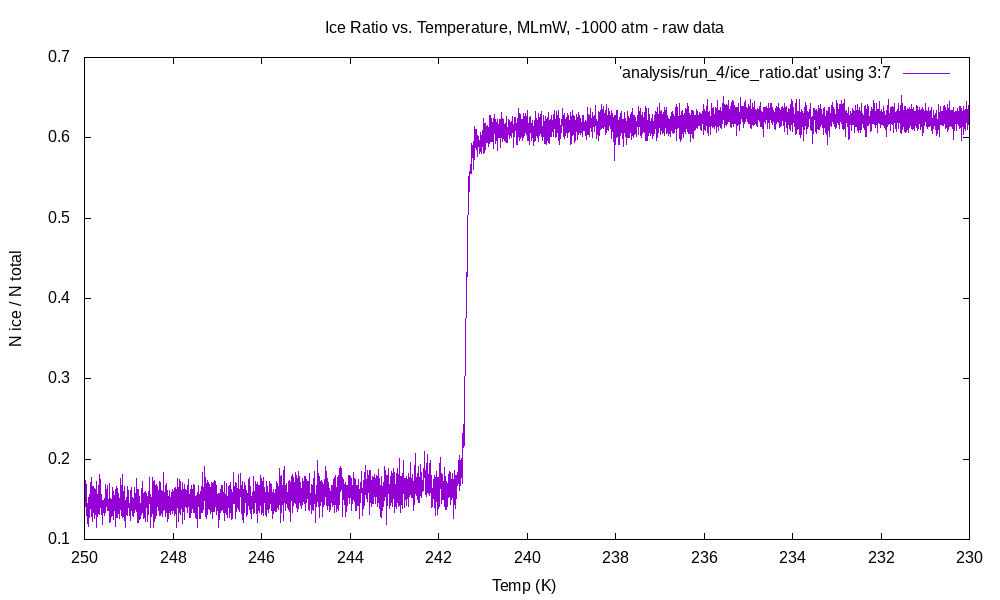 Ice Ratio vs. Temperature, MLmW, -1000 atm - raw data
'analysis/run_4/ice_ratio.dat' using 3:7
N ice / N total
0.7
0.6
0.5
0.4
0.3
0.2
0.1
250 248 246 244 242 240 238 236 234 232 230
Temp (K)